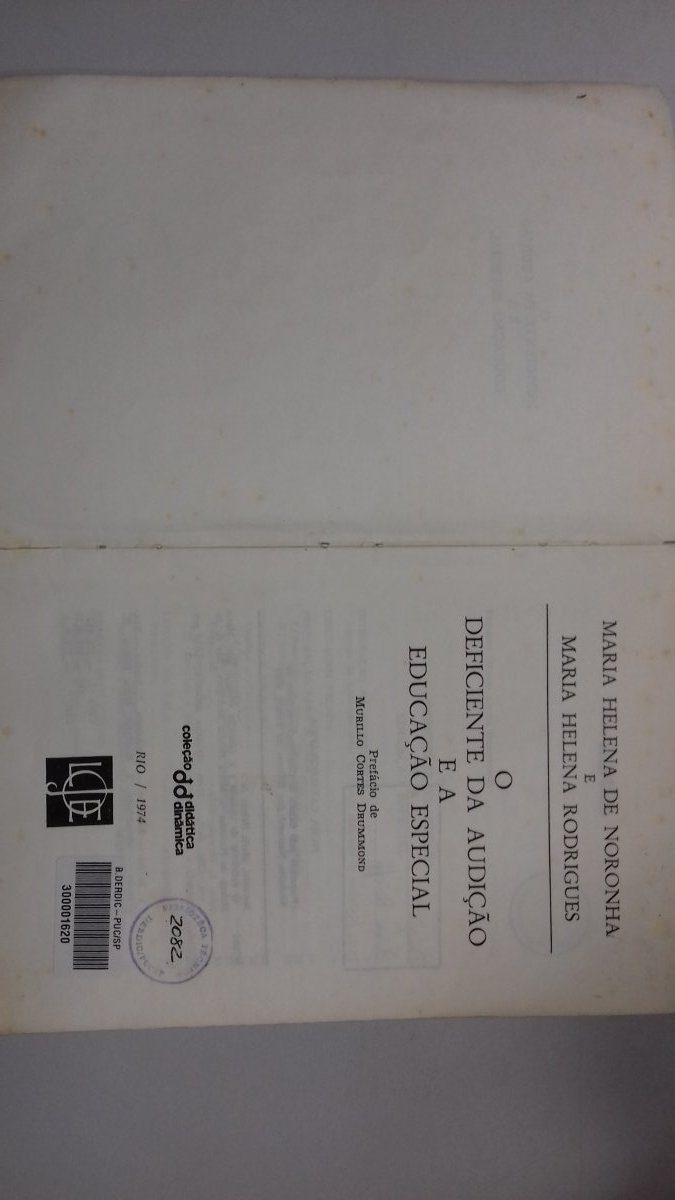 MARIA HELENA DE NORONHA
E
MARIA HELENA RODRIGUES
O
DEFICIENTE DA AUDIÇÃO
E A
EDUCAÇÃO ESPECIAL
Prefácio de
MURILLO CORTES DRUMMOND
coleção dd didática
dinâmica
RIO / 1974
B.DERDIC - PUC/SP
300001620
2082